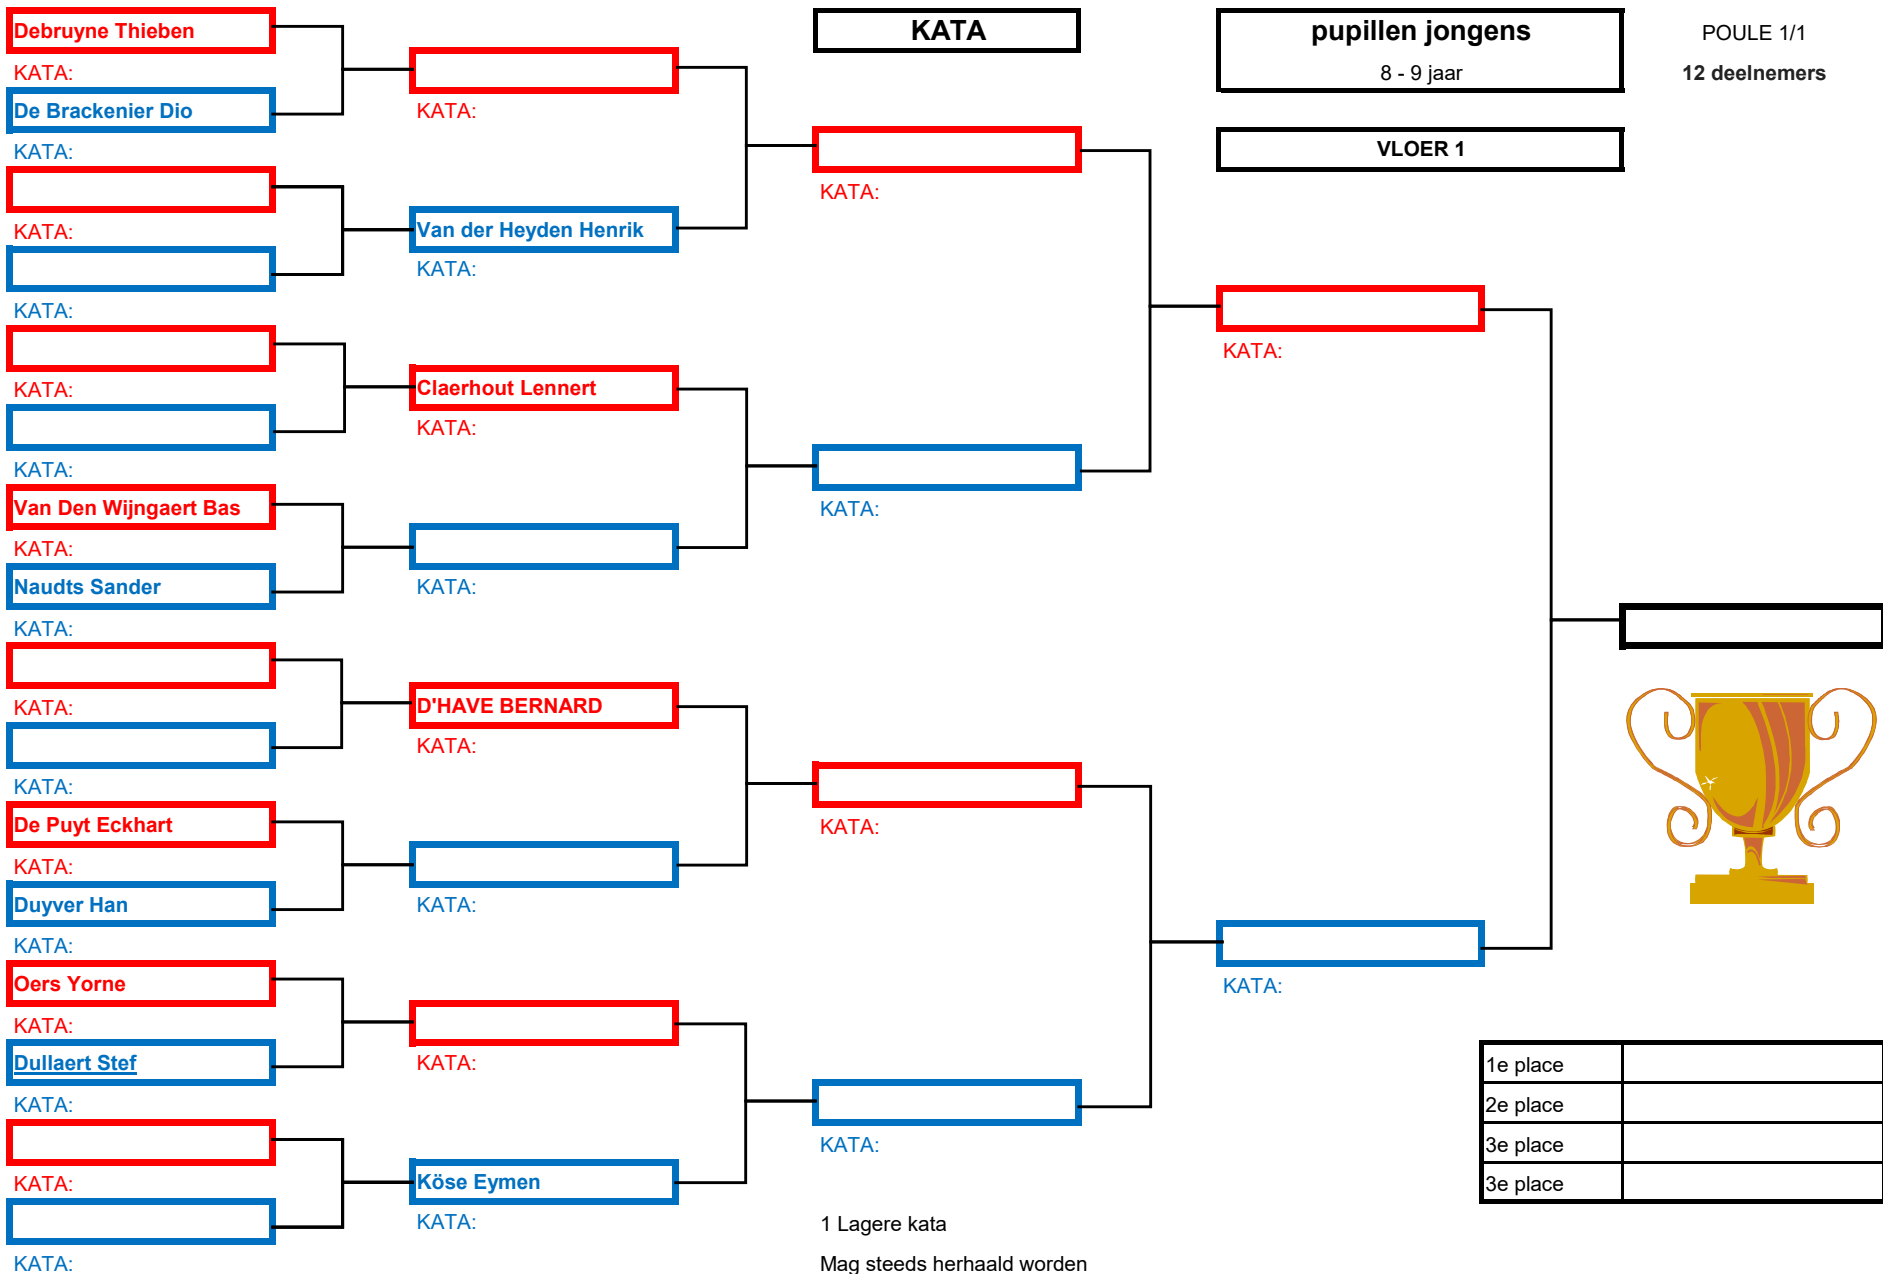 Debruyne Thieben
KATA:
De Brackenier Dio
KATA:
KATA:
KATA:
KATA:
KATA:
Van Den Wijngaert Bas
KATA:
Naudts Sander
KATA:
KATA:
KATA:
De Puyt Eckhart
KATA:
Duyver Han
KATA:
Oers Yorne
KATA:
Dullaert Stef
KATA:
KATA:
KATA:
KATA:
Van der Heyden Henrik
KATA:
Claerhout Lennert
KATA:
KATA:
D'HAVE BERNARD
KATA:
KATA:
KATA:
Köse Eymen
KATA:
KATA
KATA:
KATA:
KATA:
KATA:
1 Lagere kata
Mag steeds herhaald worden
pupillen jongens
8 - 9 jaar
VLOER 1
KATA:
KATA:
POULE 1/1
12 deelnemers
1e place
2e place
3e place
3e place